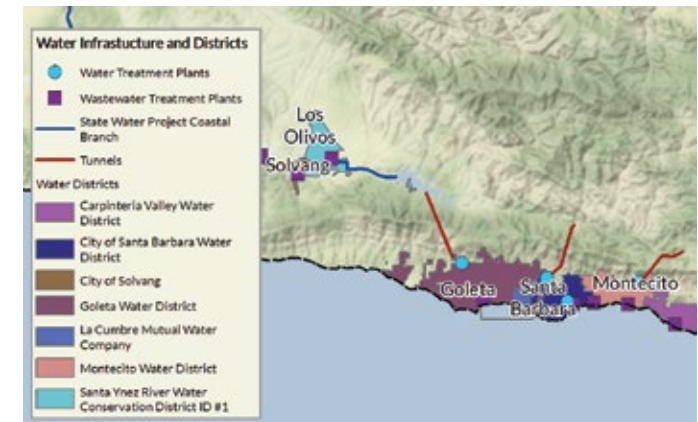 Water Infrastucture and Districts
Water Treatment Plants
Wastewater Treatment Plants
State Water Project Coastal
Branch
Tunnels
Water Districts
Carpinteria Valley Water
District
City of Santa Barbara Water
District
City of Solvang
Goleta Water District
La Cumbre Mutual Water
Company
Montecito Water District
Santa Ynez River Water
Conservation District ID #1
Los
Olivos
Solvang
Goleta
Santa
Barbara
Montecito